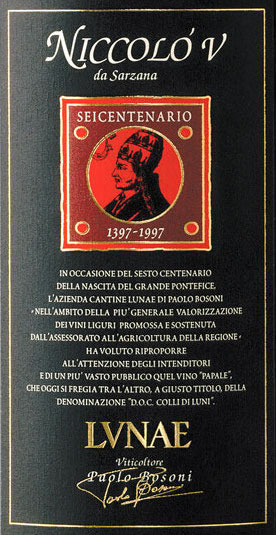 NICCOLÓ V
da Sarzana
SEICENTENARIO
1397-1997
IN OCCASIONE DEL SESTO CENTENARIO
DELLA NASCITA DEL GRANDE PONTEFICE,
L'AZIENDA CANTINE LUNAE DI PAOLO BOSONI
-NELL'AMBITO DELLA PIU' GENERALE VALORIZZAZIONE
DEI VINI LIGURI PROMOSSA E SOSTENUTA
DALL'ASSESSORATO ALL'AGRICOLTURA DELLA REGIONE-
HA VOLUTO RIPROPORRE
ALL'ATTENZIONE DEGLI INTENDITORI
E DI UN PIU' VASTO PUBBLICO QUEL VINO "PAPALE",
CHE OGGI SI FREGIA TRA L'ALTRO, A GIUSTO TITOLO, DELLA
DENOMINAZIONE "D.O.C. COLLI DI LUNI".
LVNAE
Viticoltore
Paolo Bosoni
Paolo Bosoni